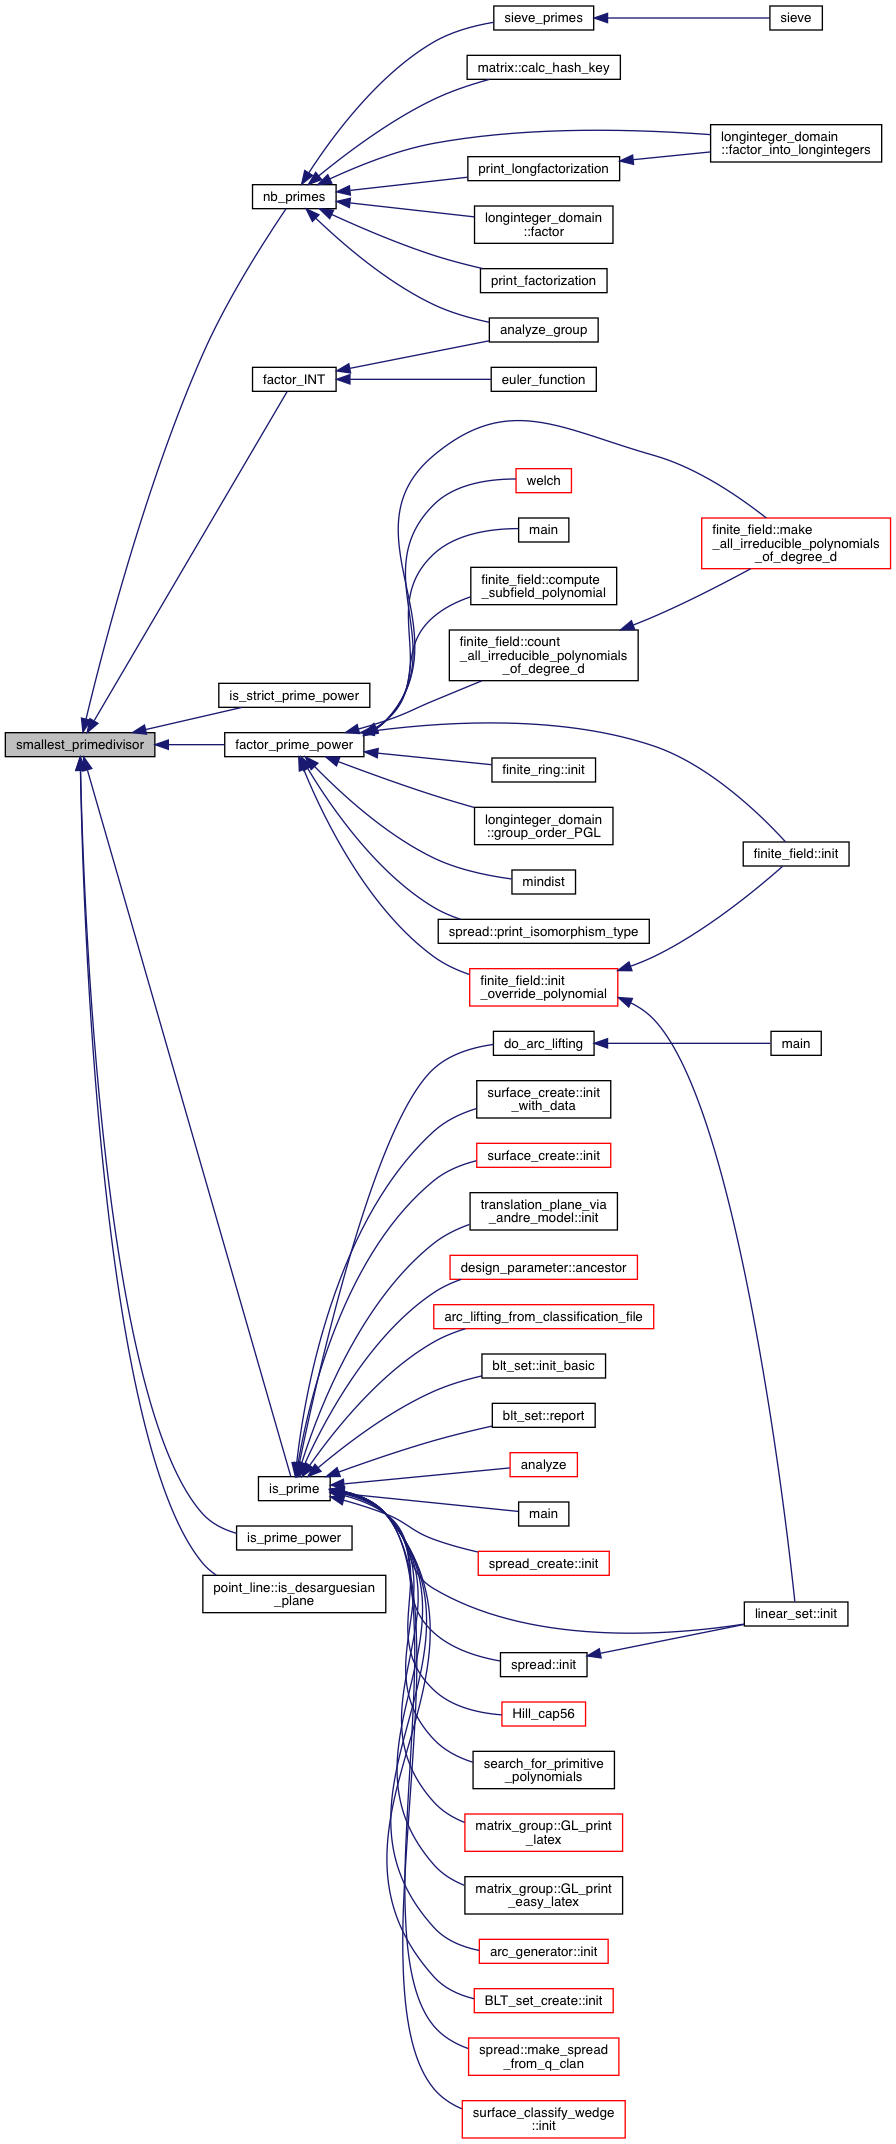 sieve_primes
sieve
matrix::calc_hash_key
longinteger_domain
::factor_into_longintegers
print_longfactorization
nb_primes
longinteger_domain
::factor
print_factorization
analyze_group
factor_INT
euler_function
welch
main
finite_field::make
_all_irreducible_polynomials
_of_degree_d
finite_field::compute
_subfield_polynomial
finite_field::count
_all_irreducible_polynomials
_of_degree_d
is_strict_prime_power
smallest_primedivisor
factor_prime_power
finite_ring::init
longinteger_domain
::group_order_PGL
finite_field::init
mindist
spread::print_isomorphism_type
finite_field::init
_override_polynomial
do_arc_lifting
main
surface_create::init
_with_data
surface_create::init
translation_plane_via
_andre_model::init
design_parameter::ancestor
arc_lifting_from_classification_file
blt_set::init_basic
blt_set::report
analyze
is_prime
main
is_prime_power
spread_create::init
point_line::is_desarguesian
_plane
linear_set::init
spread::init
Hill_cap56
search_for_primitive
_polynomials
matrix_group::GL_print
_latex
matrix_group::GL_print
_easy_latex
arc_generator::init
BLT_set_create::init
spread::make_spread
_from_q_clan
surface_classify_wedge
::init